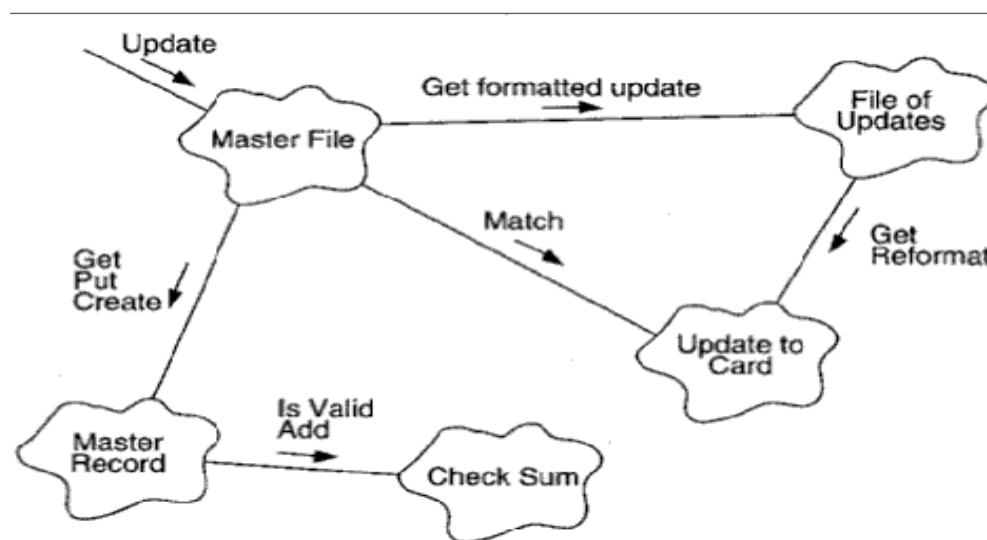 Update
Get formatted update
File of
Updates
Master File
Match
Get
Reformat
Get
Put
Create
Update to
Card
Is Valid
Add
Master
Record
Check Sum